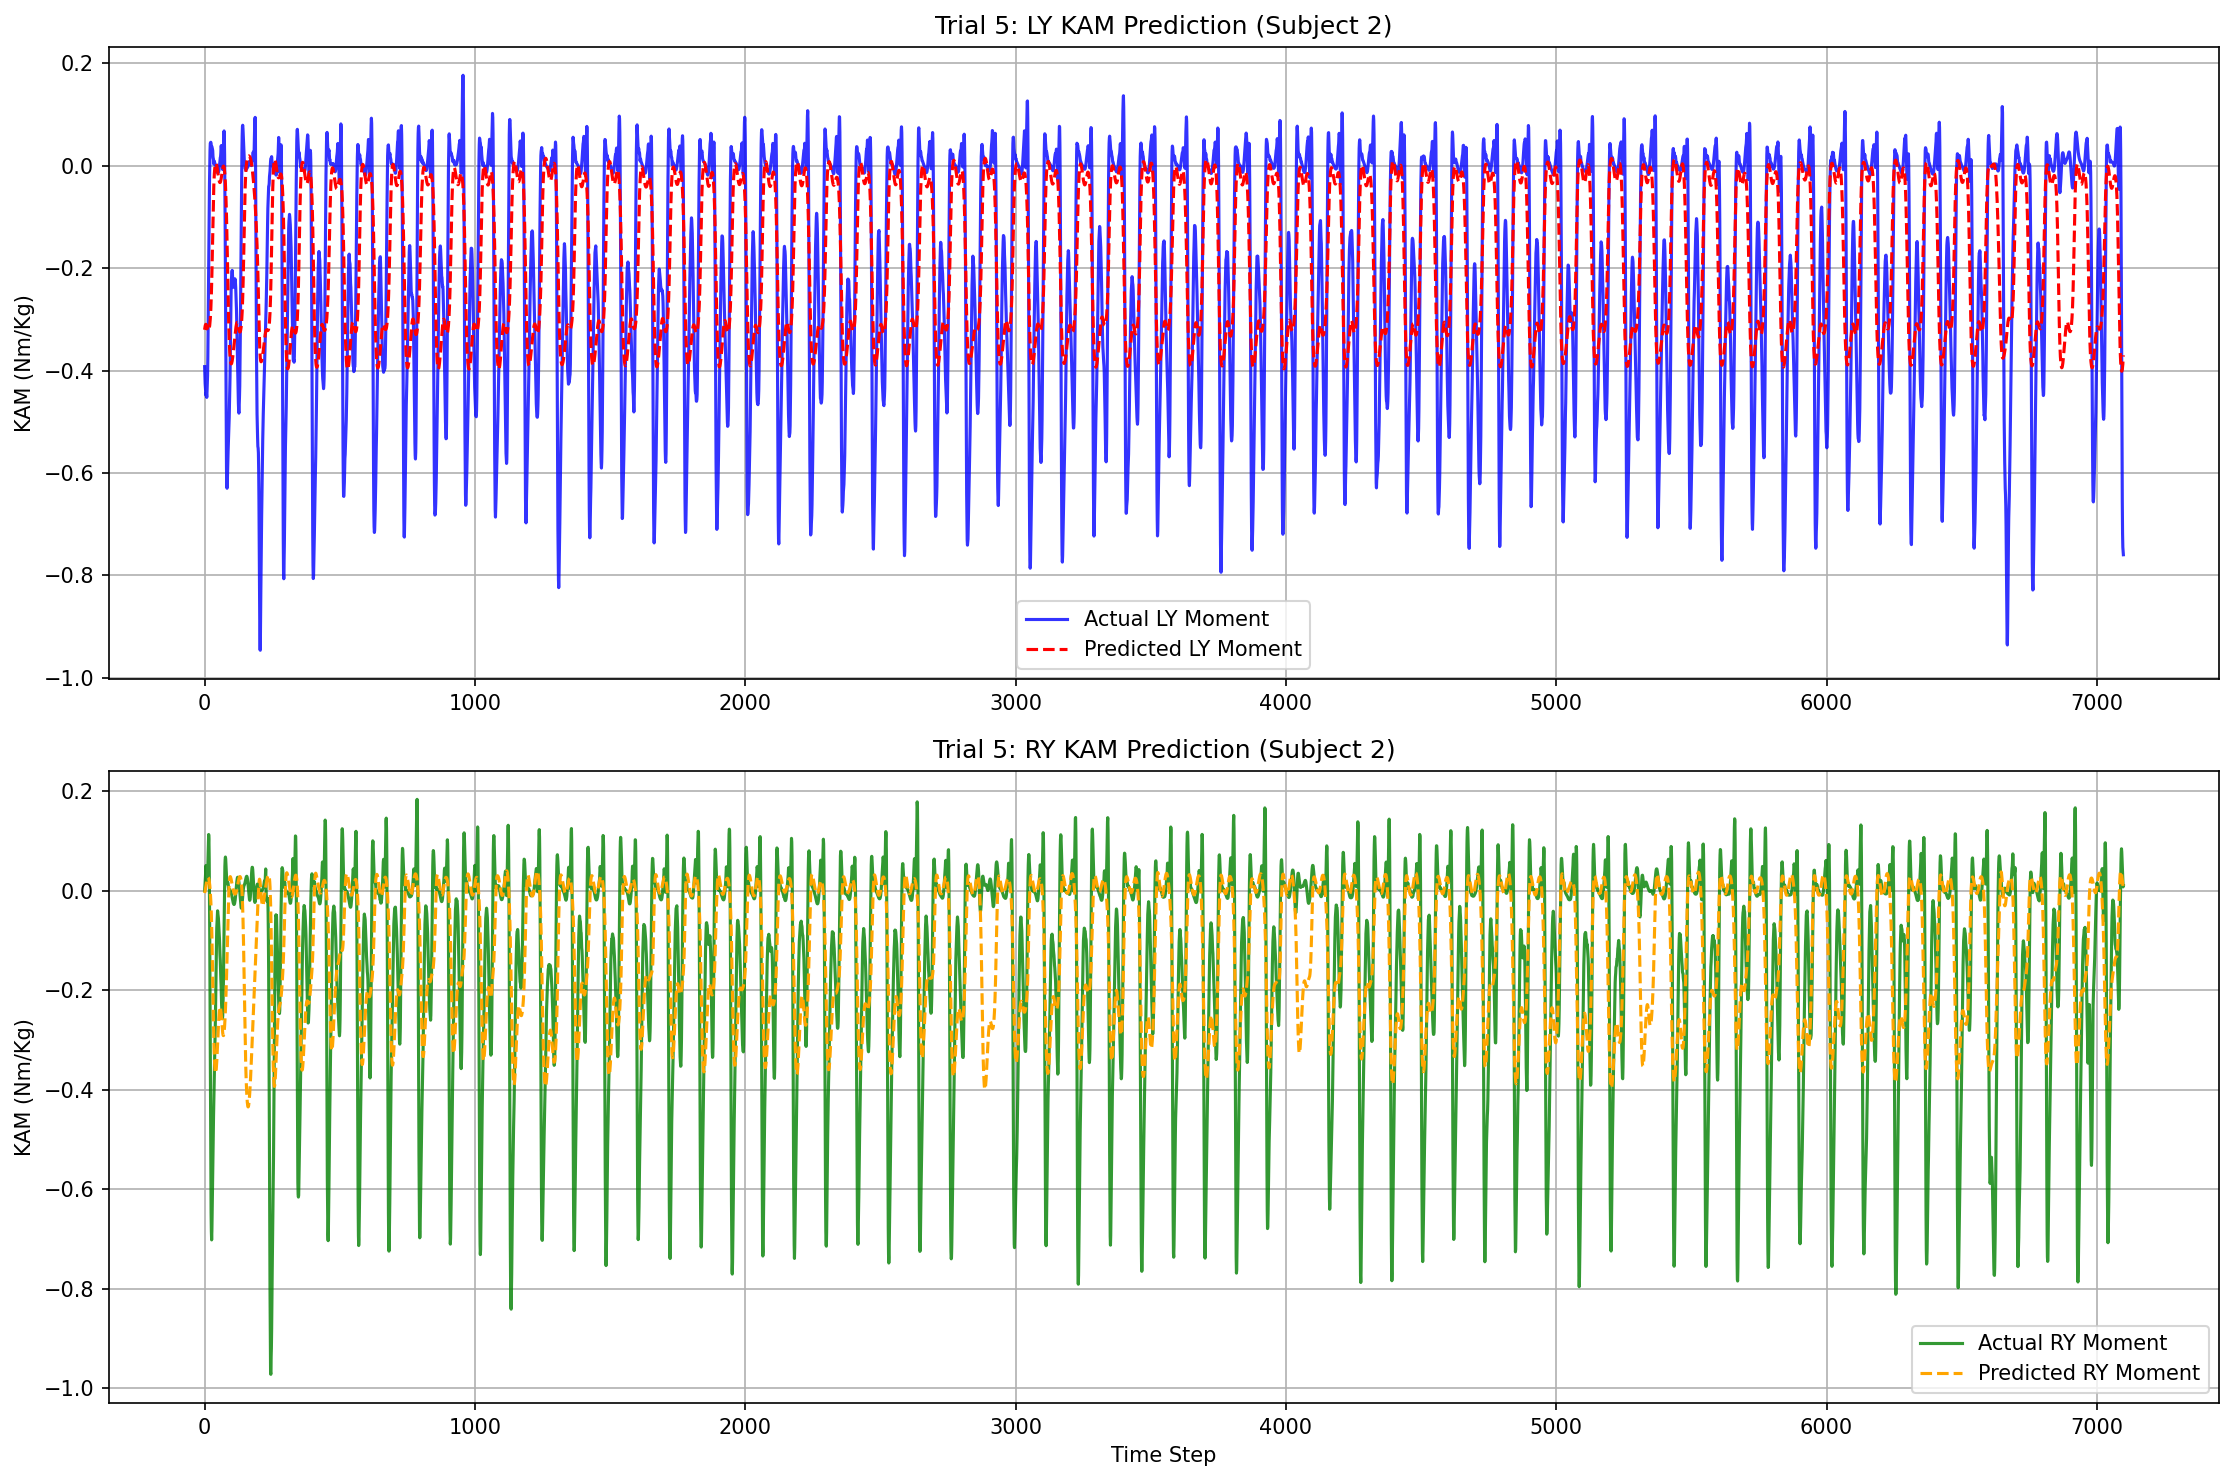 Trial 5: LY KAM Prediction (Subject 2)
KAM (Nm/Kg)
0.2
0.0
−0.2
−0.4
−0.6
−0.8
−1.0
Actual LY Moment
Predicted LY Moment
0 1000 2000 3000 4000 5000 6000 7000
Trial 5: RY KAM Prediction (Subject 2)
KAM (Nm/Kg)
0.2
0.0
−0.2
−0.4
−0.6
−0.8
−1.0
Actual RY Moment
Predicted RY Moment
0 1000 2000 3000 4000 5000 6000 7000
Time Step